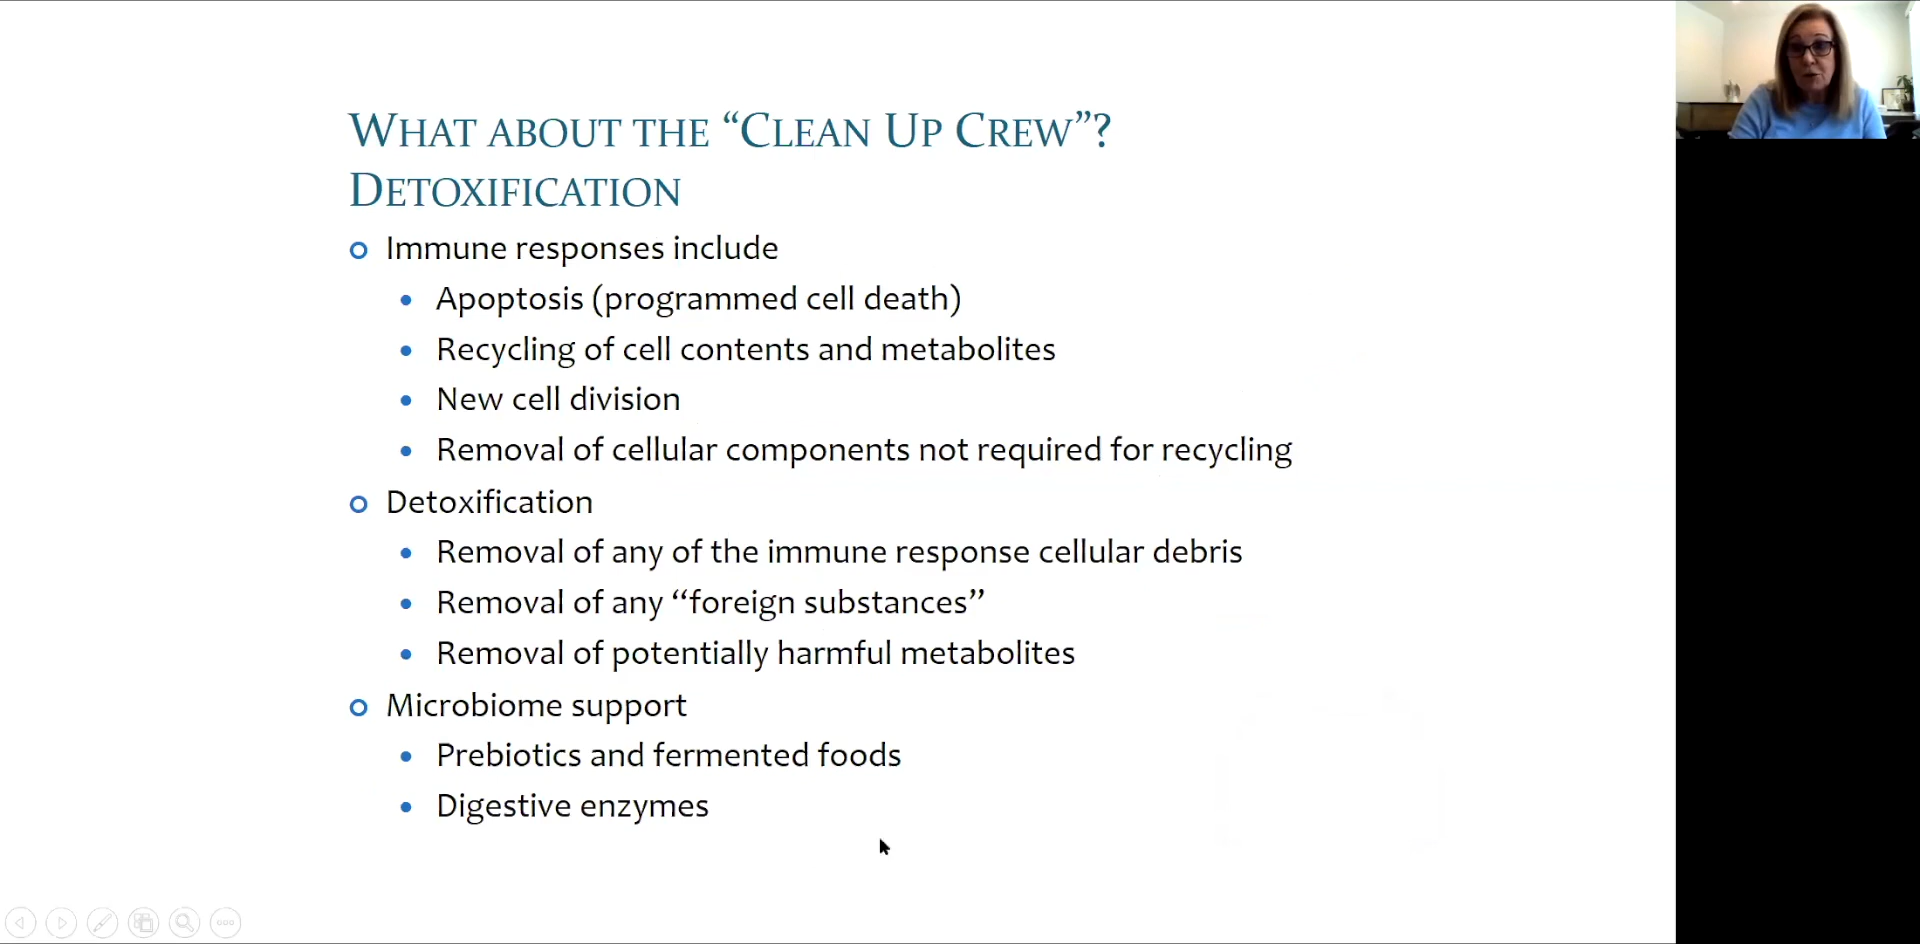 WHAT ABOUT THE “CLEAN UP CREW”?
DETOXIFICATION
Immune responses include
Apoptosis (programmed cell death)
Recycling of cell contents and metabolites
New cell division
Removal of cellular components not required for recycling
Detoxification
Removal of any of the immune response cellular debris
Removal of any “foreign substances”
Removal of potentially harmful metabolites
Microbiome support
Prebiotics and fermented foods
Digestive enzymes